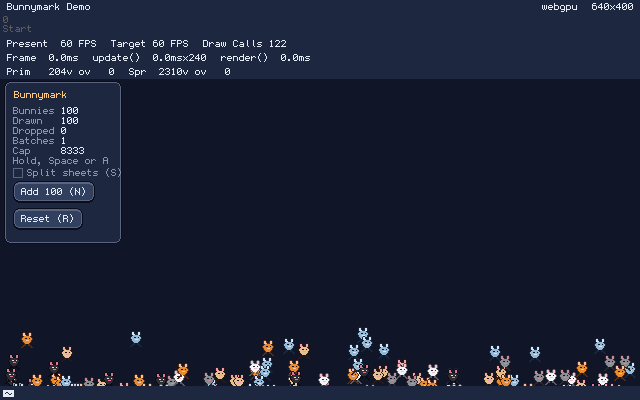 Bunnymark Demo webgpu 640x400
0
Start
Present 60 FPS Target 60 FPS Draw Calls 122
Frame 0.0ms update() 0.0msx240 render() 0.0ms
Prim 204v ov 0 Spr 2310v ov 0
Bunnymark
Bunnies 100
Drawn 100
Dropped 0
Batches 1
Cap 8333
Hold, Space or A
Split sheets (S)
Add 100 (N)
Reset (R)